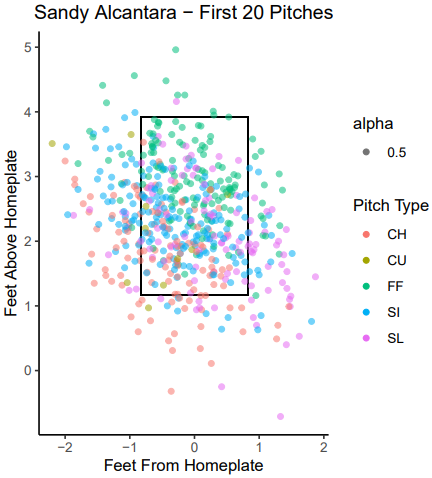 Sandy Alcantara − First 20 Pitches
Feet Above Homeplate
5
4
3
2
1
0
−2 −1 0 1 2
Feet From Homeplate
alpha
0.5
Pitch Type
CH
CU
FF
SI
SL